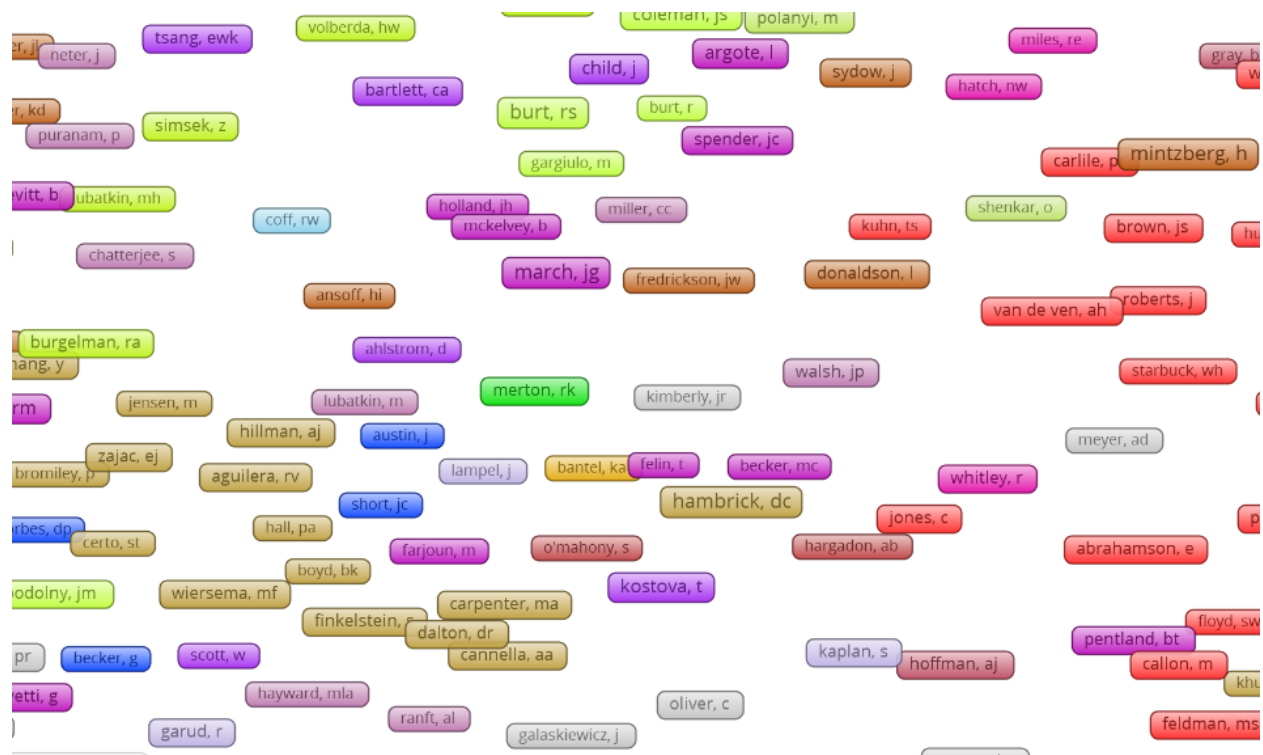 volberda, hw
coleman, js
polanyi, m
tsang, ewk
neter, j
miles, re
argote, l
gray, b
child, j
sydow, j
bartlett, ca
hatch, nw
burt, rs
burt, r
puranam, p
simsek, z
spender, jc
gargiulo, m
carlile, p
mintzberg, h
ubatkin, mh
holland, jh
miller, cc
shenkar, o
coff, rw
mckelvey, b
kuhn, ts
brown, js
chatterjee, s
march, jg
fredrickson, jw
donaldson, l
ansoff, hi
van de ven, ah
roberts, j
burgelman, ra
ahlstrom, d
walsh, jp
starbuck, wh
merton, rk
kimberly, jr
jensen, m
lubatkin, m
hillman, aj
austin, j
meyer, ad
zajac, ej
bromiley, p
aguilera, rv
lampel, j
bantel, ka
felin, t
becker, mc
whitley, r
short, jc
hambrick, dc
jones, c
hall, pa
certo, st
farjoun, m
o'mahony, s
hargadon, ab
abrahamson, e
boyd, bk
wiersema, mf
kostova, t
carpenter, ma
finkelstein, s
dalton, dr
cannella, aa
floyd, sw
pentland, bt
becker, g
scott, w
kaplan, s
hoffman, aj
callon, m
hayward, mla
ranft, al
oliver, c
garud, r
galaskiewicz, j
feldman, ms